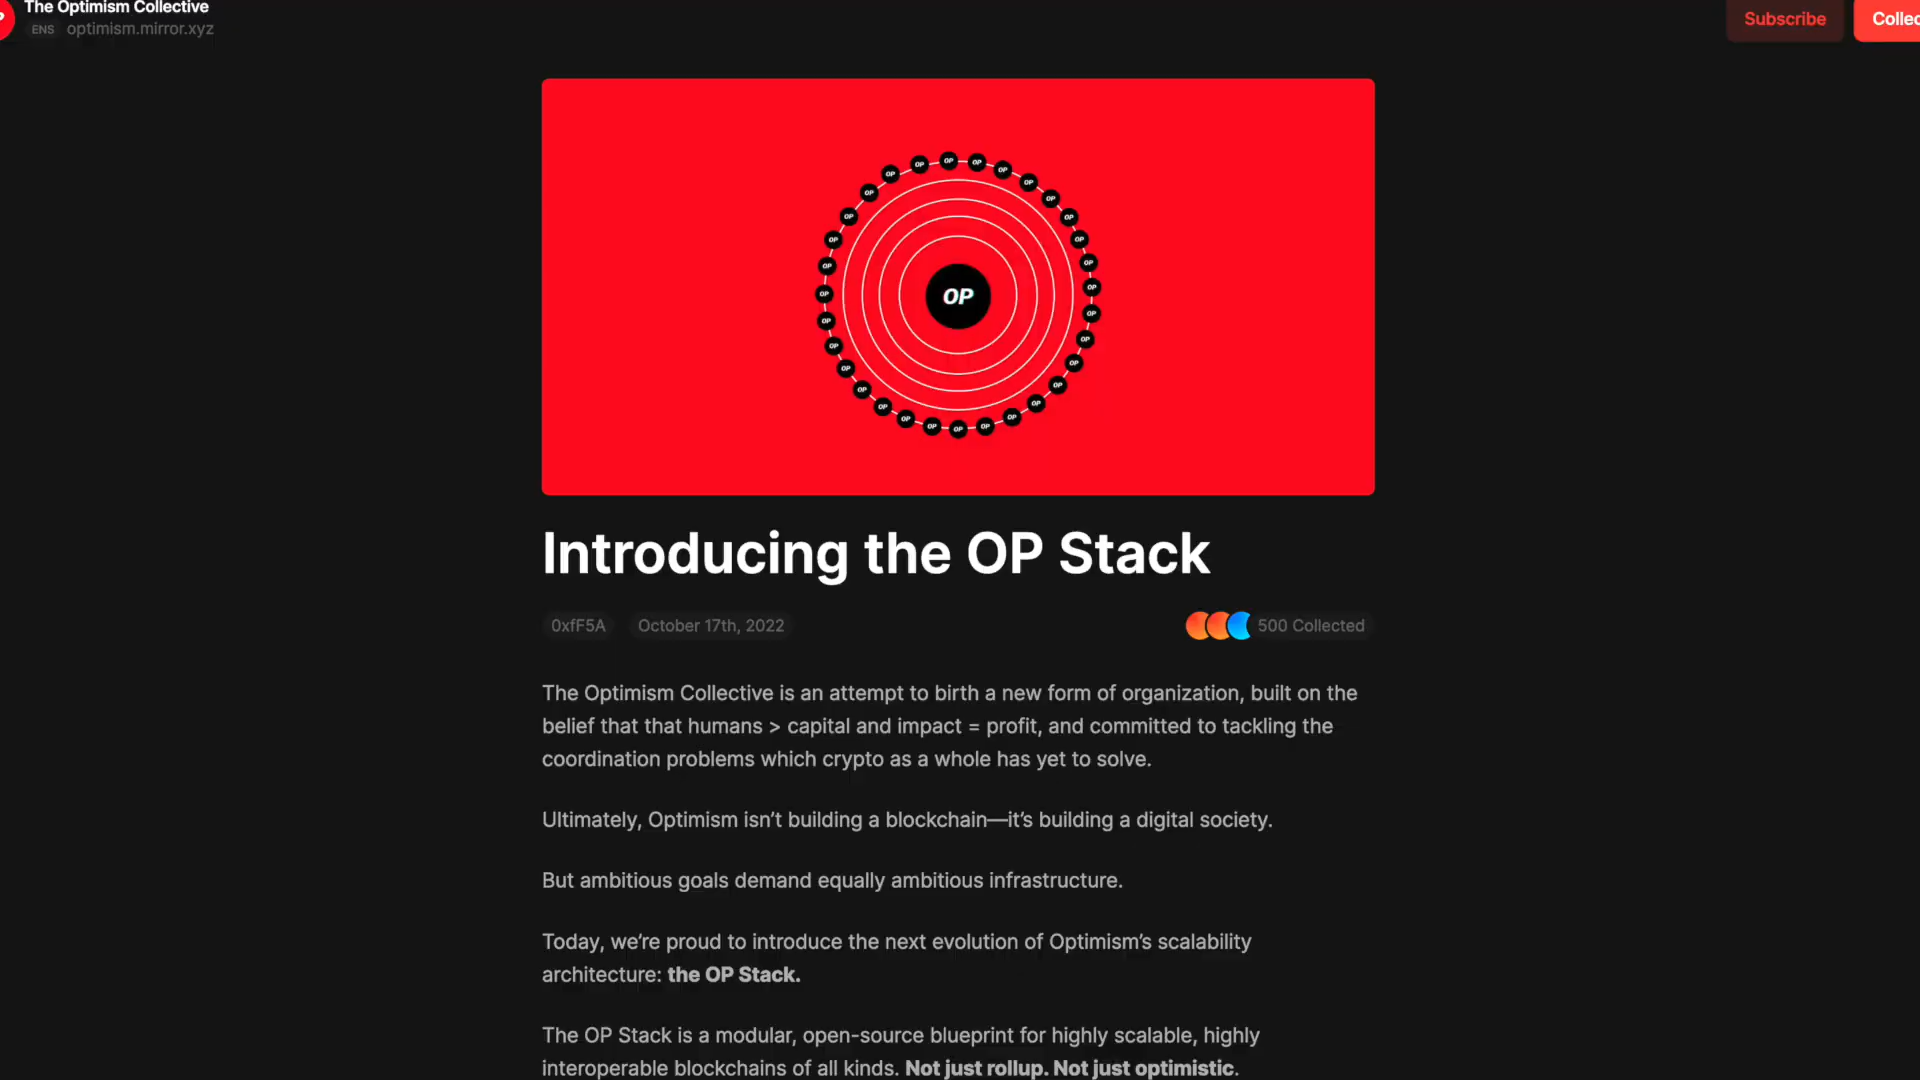 The Optimism Collective
ENS optimism.mirror.xyz
Subscribe
Collec
OP
Introducing the OP Stack
0xfF5A October 17th, 2022 500 Collected
The Optimism Collective is an attempt to birth a new form of organization, built on the
belief that that humans > capital and impact = profit, and committed to tackling the
coordination problems which crypto as a whole has yet to solve.
Ultimately, Optimism isn’t building a blockchain—it’s building a digital society.
But ambitious goals demand equally ambitious infrastructure.
Today, we’re proud to introduce the next evolution of Optimism’s scalability
architecture: the OP Stack.
The OP Stack is a modular, open-source blueprint for highly scalable, highly
interoperable blockchains of all kinds. Not just rollup. Not just optimistic.